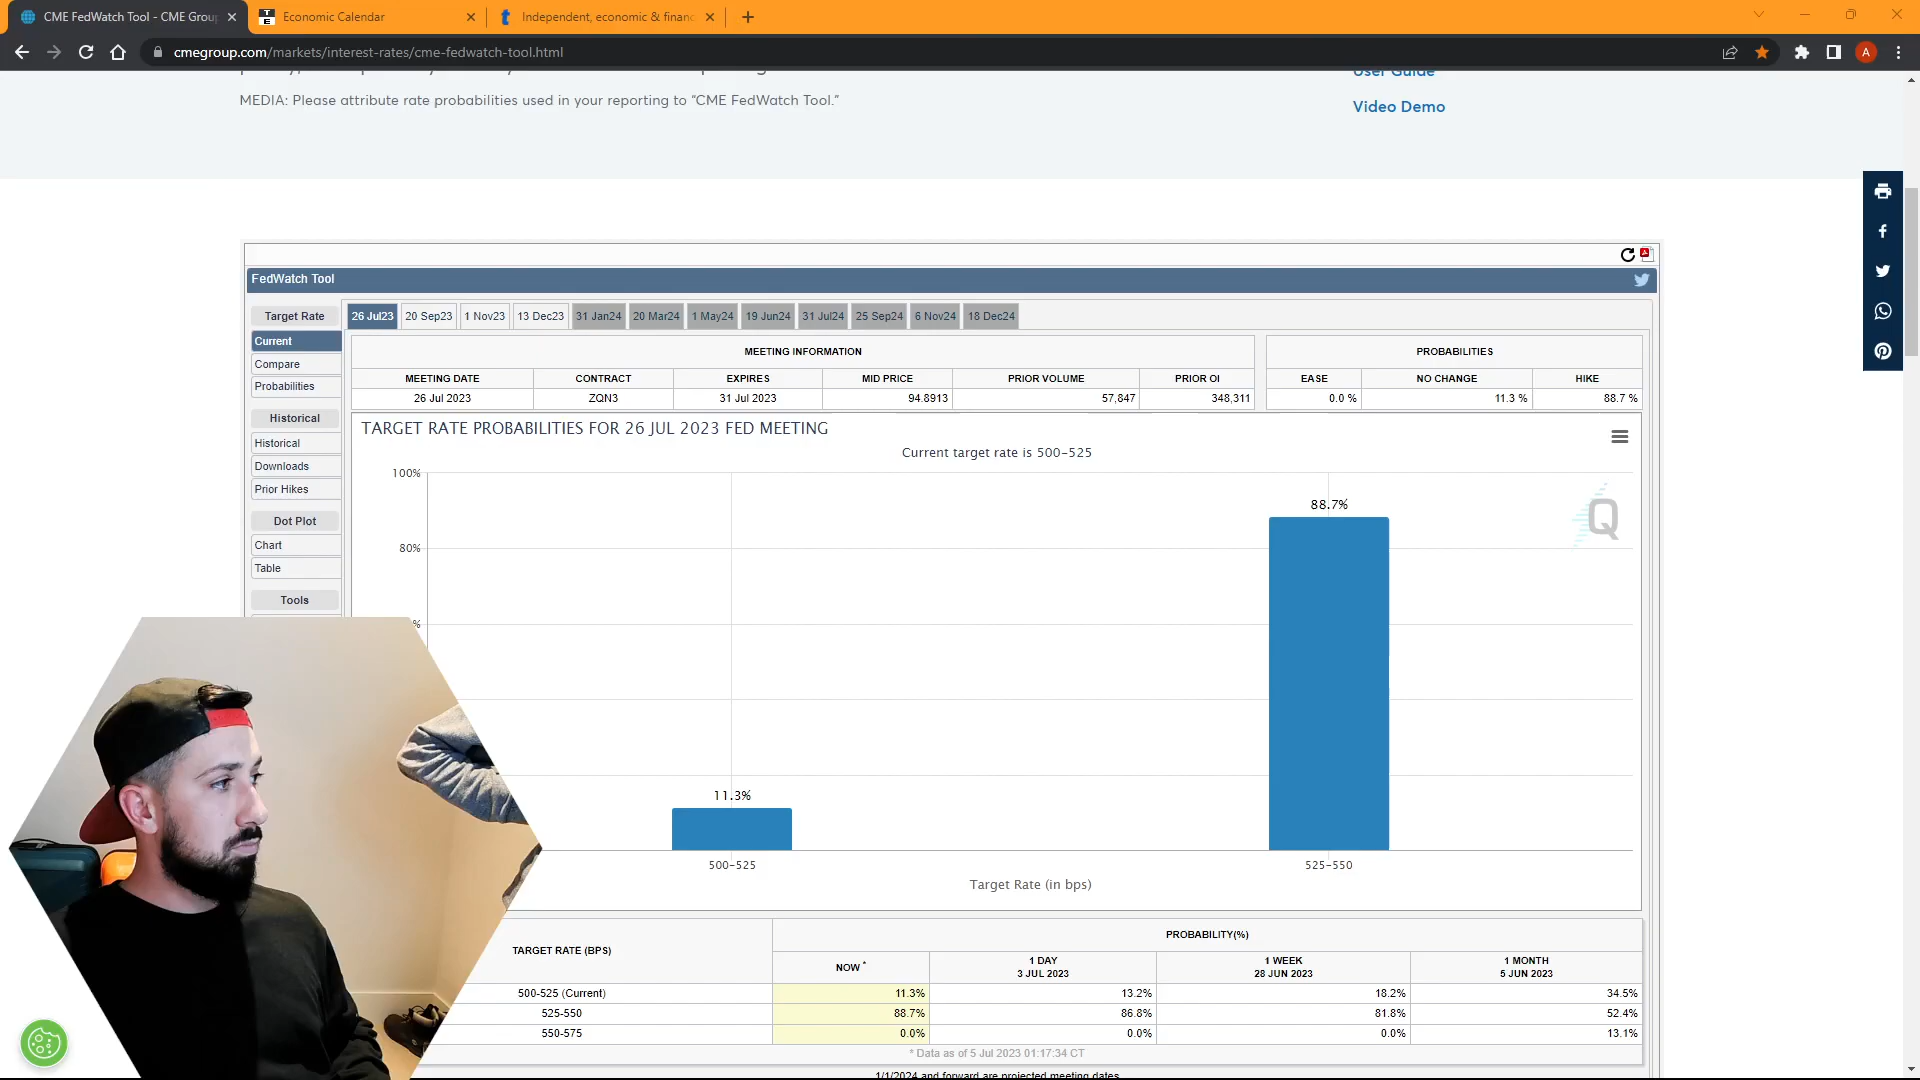 CME FedWatch Tool - CME Group
Economic Calendar
Independent, economic & financ
cmegroup.com/markets/interest-rates/cme-fedwatch-tool.html
A
MEDIA: Please attribute rate probabilities used in your reporting to “CME FedWatch Tool.”
User Guide
Video Demo
FedWatch Tool
Target Rate
Current
Compare
Probabilities
Historical
Historical
Downloads
Prior Hikes
Dot Plot
Chart
Table
Tools
26 Jul23 20 Sep23 1 Nov23 13 Dec23 31 Jan24 20 Mar24 1 May24 19 Jun24 31 Jul24 25 Sep24 6 Nov24 18 Dec24
MEETING INFORMATION
MEETING DATE CONTRACT EXPIRES MID PRICE PRIOR VOLUME PRIOR OI
26 Jul 2023 ZQN3 31 Jul 2023 94.8913 57,847 348,311
PROBABILITIES
EASE NO CHANGE HIKE
0.0 % 11.3 % 88.7 %
TARGET RATE PROBABILITIES FOR 26 JUL 2023 FED MEETING
Current target rate is 500-525
100%
80%
%
88.7%
Q
11.3%
500-525
525-550
Target Rate (in bps)
TARGET RATE (BPS) PROBABILITY(%)
NOW * 1 DAY 1 WEEK 1 MONTH
3 JUL 2023 28 JUN 2023 5 JUN 2023
500-525 (Current) 11.3% 13.2% 18.2% 34.5%
525-550 88.7% 86.8% 81.8% 52.4%
550-575 0.0% 0.0% 0.0% 13.1%
* Data as of 5 Jul 2023 01:17:34 CT
1/1/2024 and forward are projected meeting dates